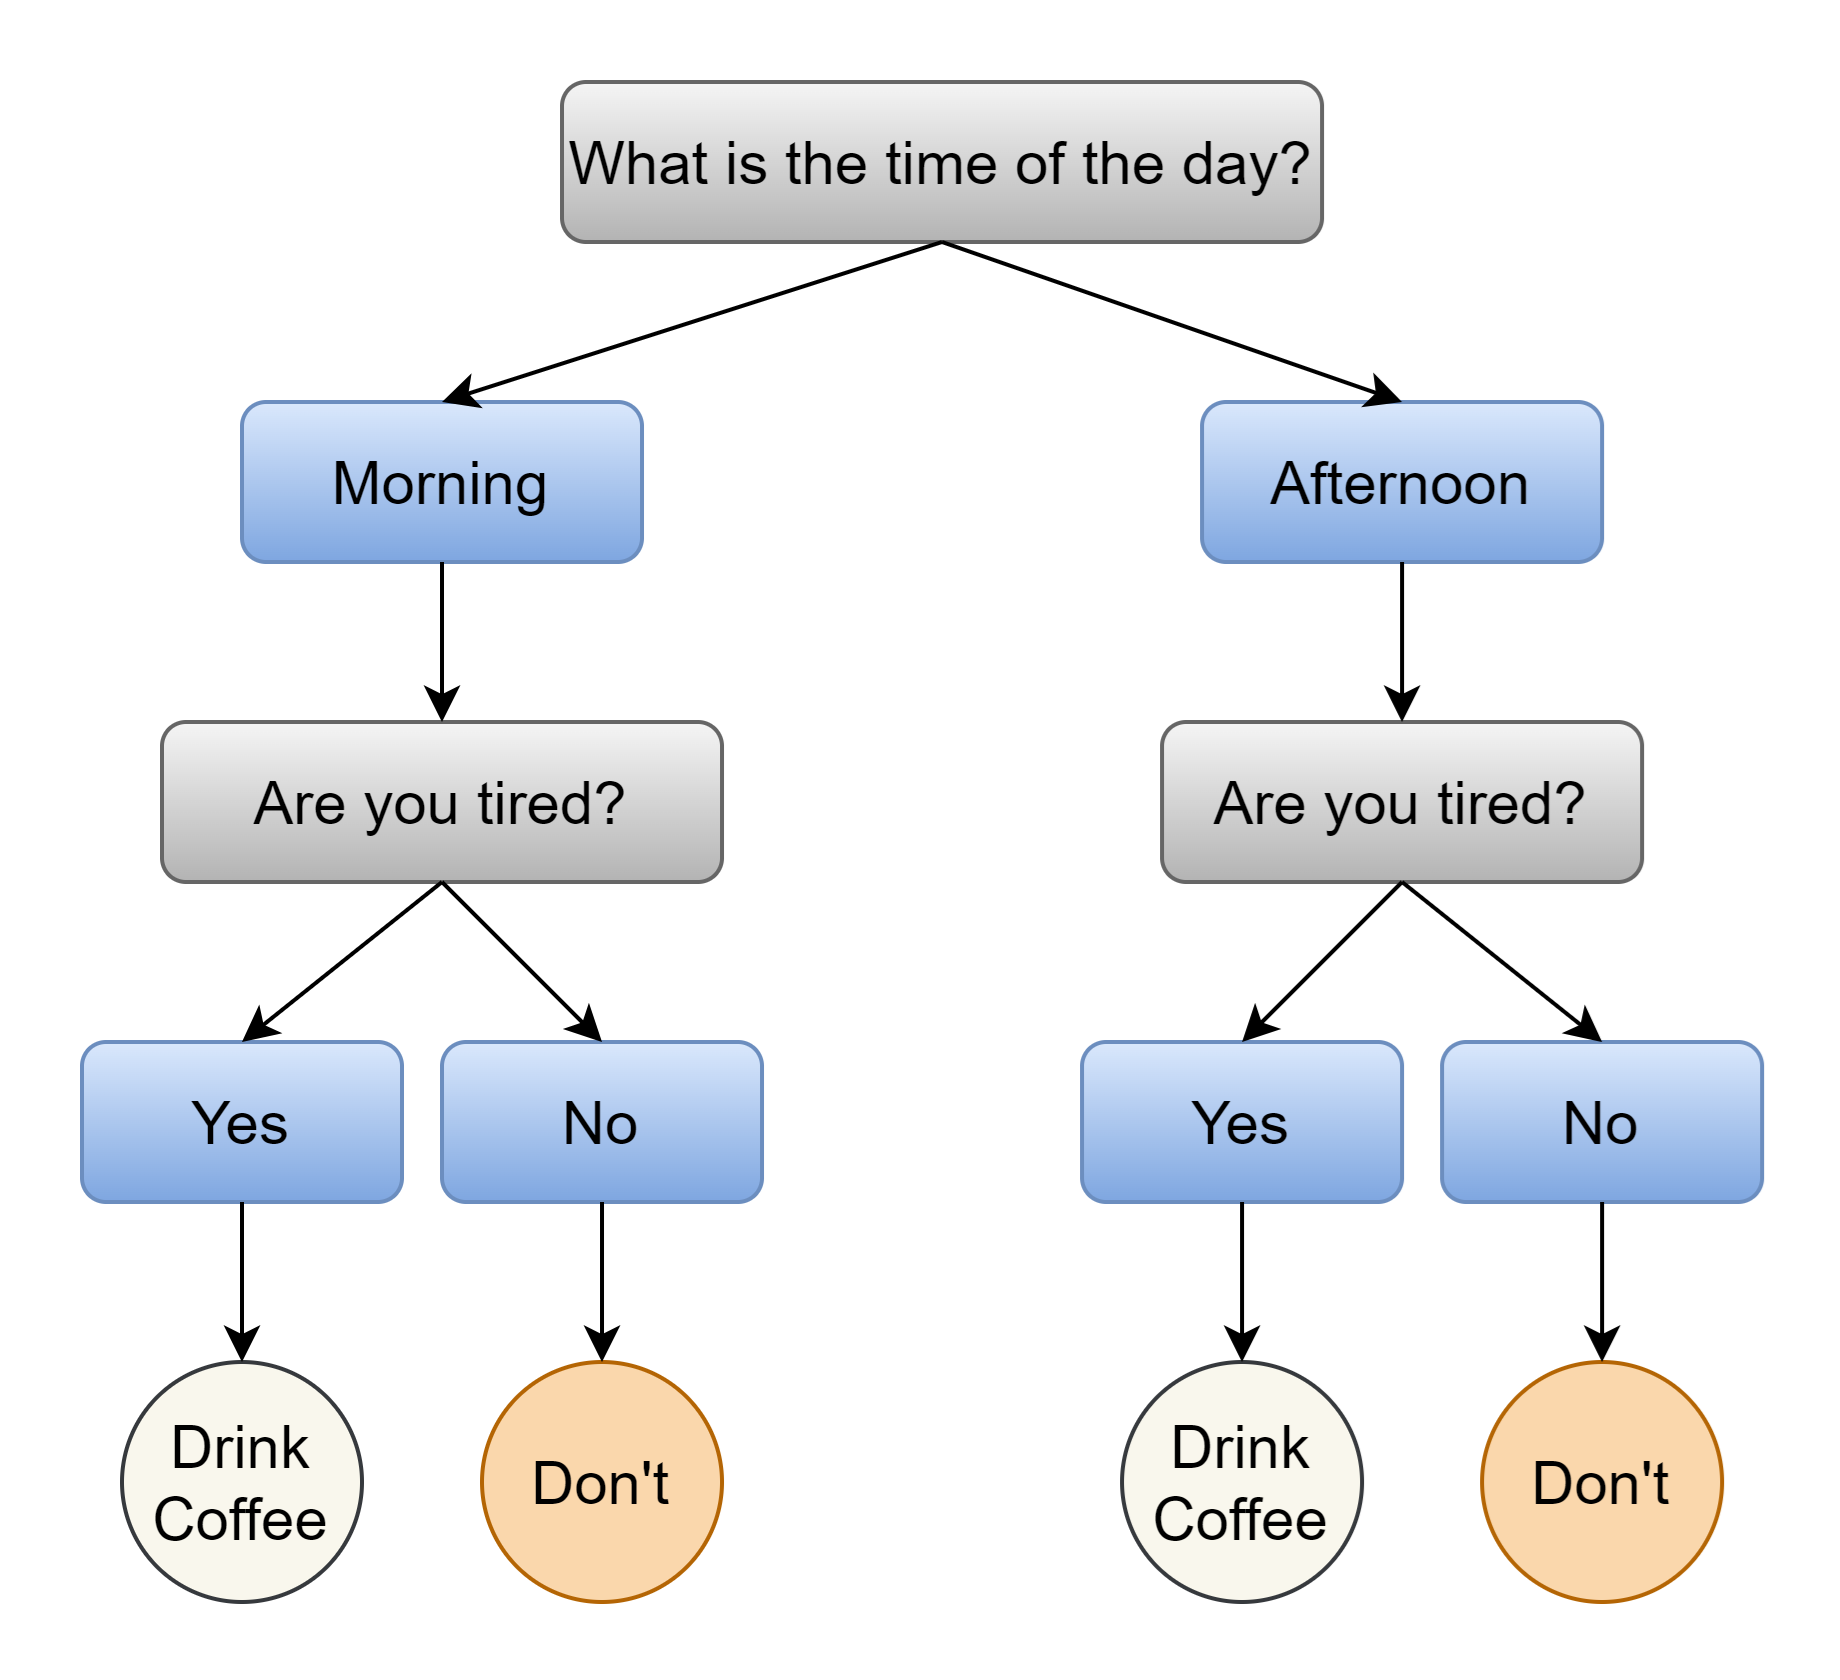 What is the time of the day?
Morning
Afternoon
Are you tired?
Are you tired?
Yes
No
Yes
No
Drink
Coffee
Don't
Drink
Coffee
Don't